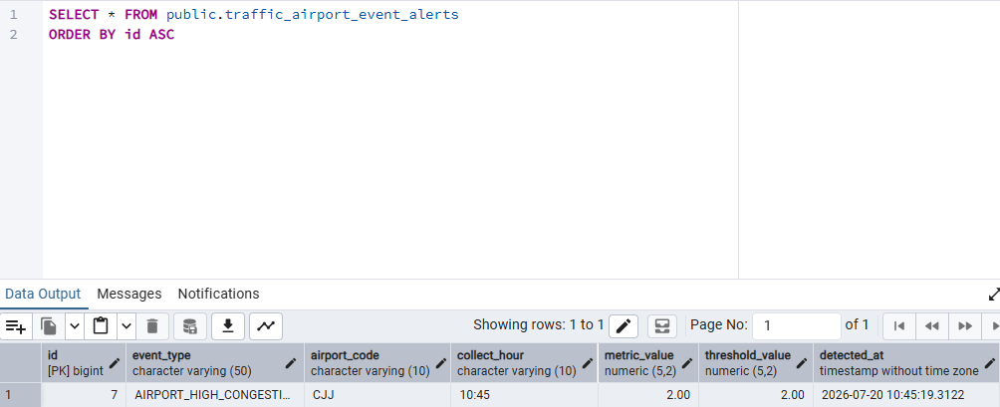 1 SELECT * FROM public.traffic_airport_event_alerts
2 ORDER BY id ASC
Data Output Messages Notifications
Showing rows: 1 to 1 Page No: 1 of 1
id event_type airport_code collect_hour metric_value threshold_value detected_at
[PK] bigint character varying (50) character varying (10) character varying (10) numeric (5,2) numeric (5,2) timestamp without time zone
1 7 AIRPORT_HIGH_CONGESTI... CJJ 10:45 2.00 2.00 2026-07-20 10:45:19.3122